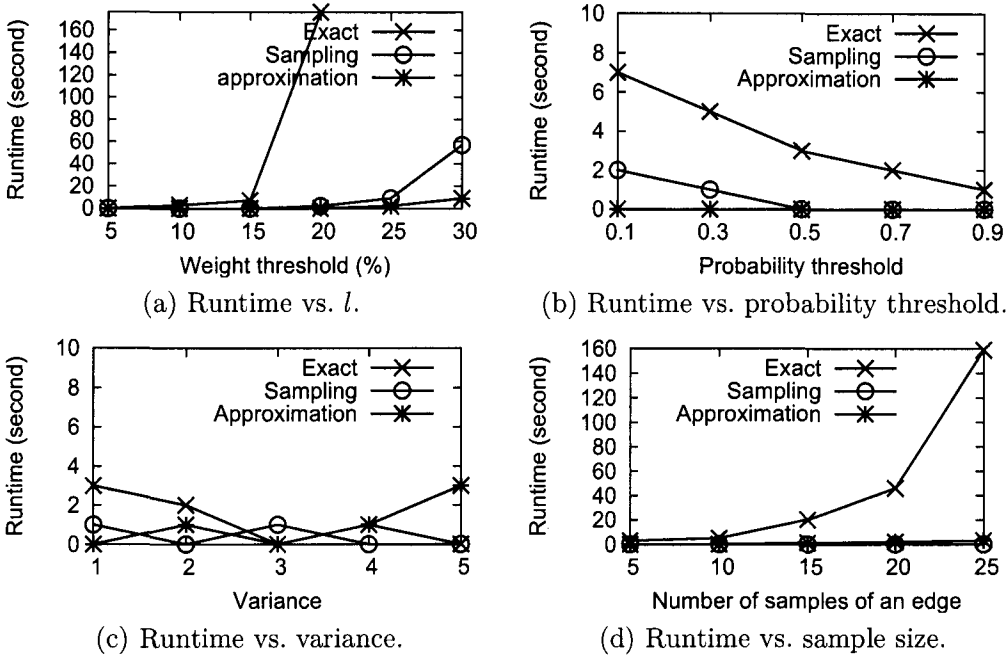 Runtime (second)
160
140
120
100
80
60
40
20
0
Exact
Sampling
approximation
5 10 15 20 25 30
Weight threshold (%)
(a) Runtime vs. l.
Runtime (second)
10
8
6
4
2
0
Exact
Sampling
Approximation
0.1 0.3 0.5 0.7 0.9
Probability threshold
(b) Runtime vs. probability threshold.
Runtime (second)
10
8
6
4
2
0
Exact
Sampling
Approximation
1 2 3 4 5
Variance
(c) Runtime vs. variance.
Runtime (second)
160
140
120
100
80
60
40
20
0
Exact
Sampling
Approximation
5 10 15 20 25
Number of samples of an edge
(d) Runtime vs. sample size.